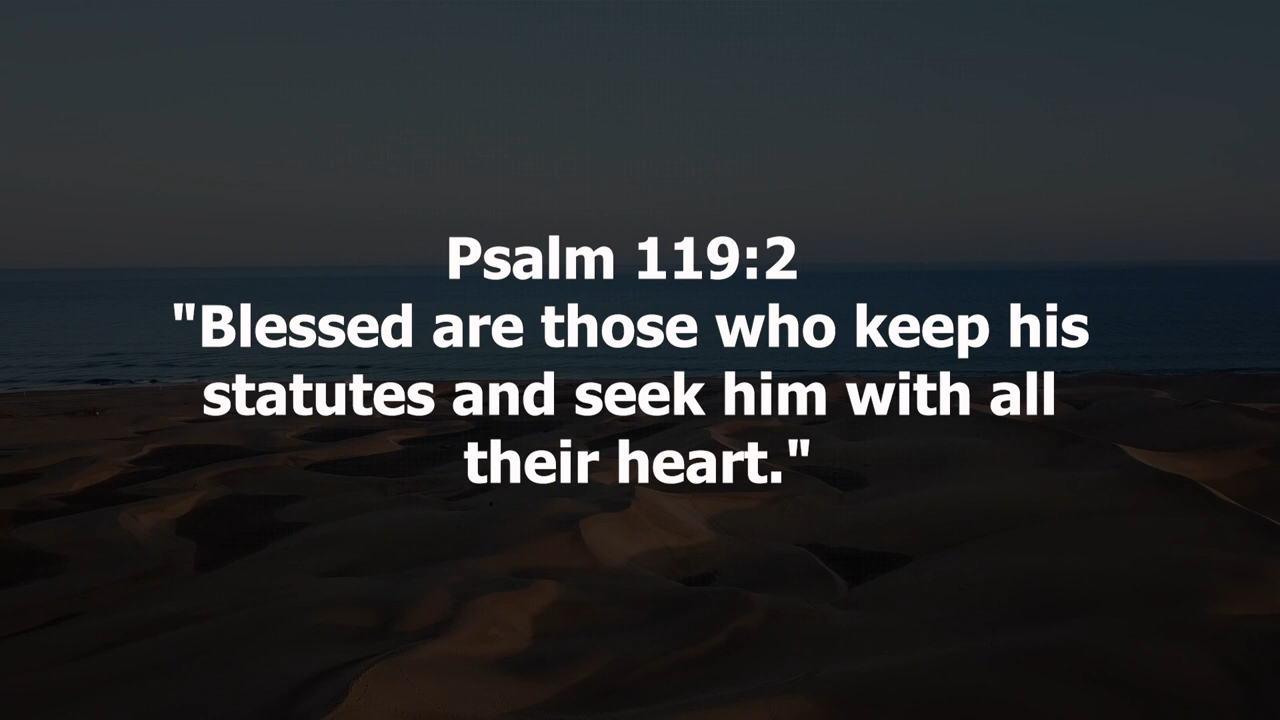 Psalm 119:2
"Blessed are those who keep his
statutes and seek him with all
their heart."